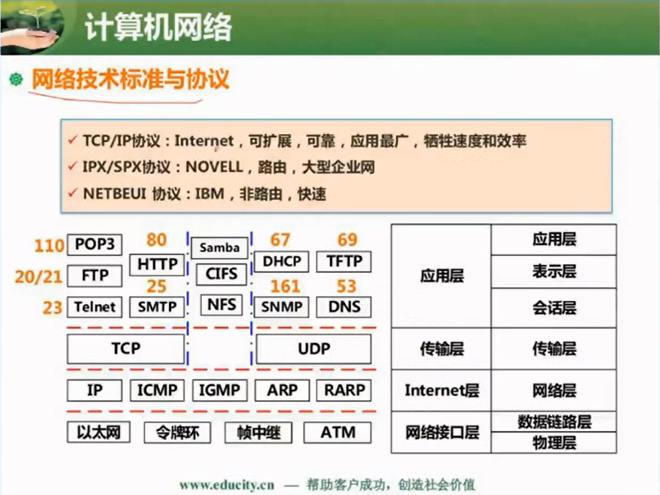 计算机网络
网络技术标准与协议
TCP/IP协议：Internet，可扩展，可靠，应用最广，牺牲速度和效率
IPX/SPX协议：NOVELL，路由，大型企业网
NETBEUI 协议：IBM，非路由，快速
110 POP3 80 Samba 67 69
HTTP DHCP TFTP
20/21 FTP CIFS
25 161 53
23 Telnet SMTP NFS SNMP DNS
TCP UDP
IP ICMP IGMP ARP RARP
以太网 令牌环 帧中继 ATM
应用层 应用层
表示层
会话层
传输层 传输层
Internet层 网络层
网络接口层 数据链路层
物理层
www.educity.cn — 帮助客户成功，创造社会价值